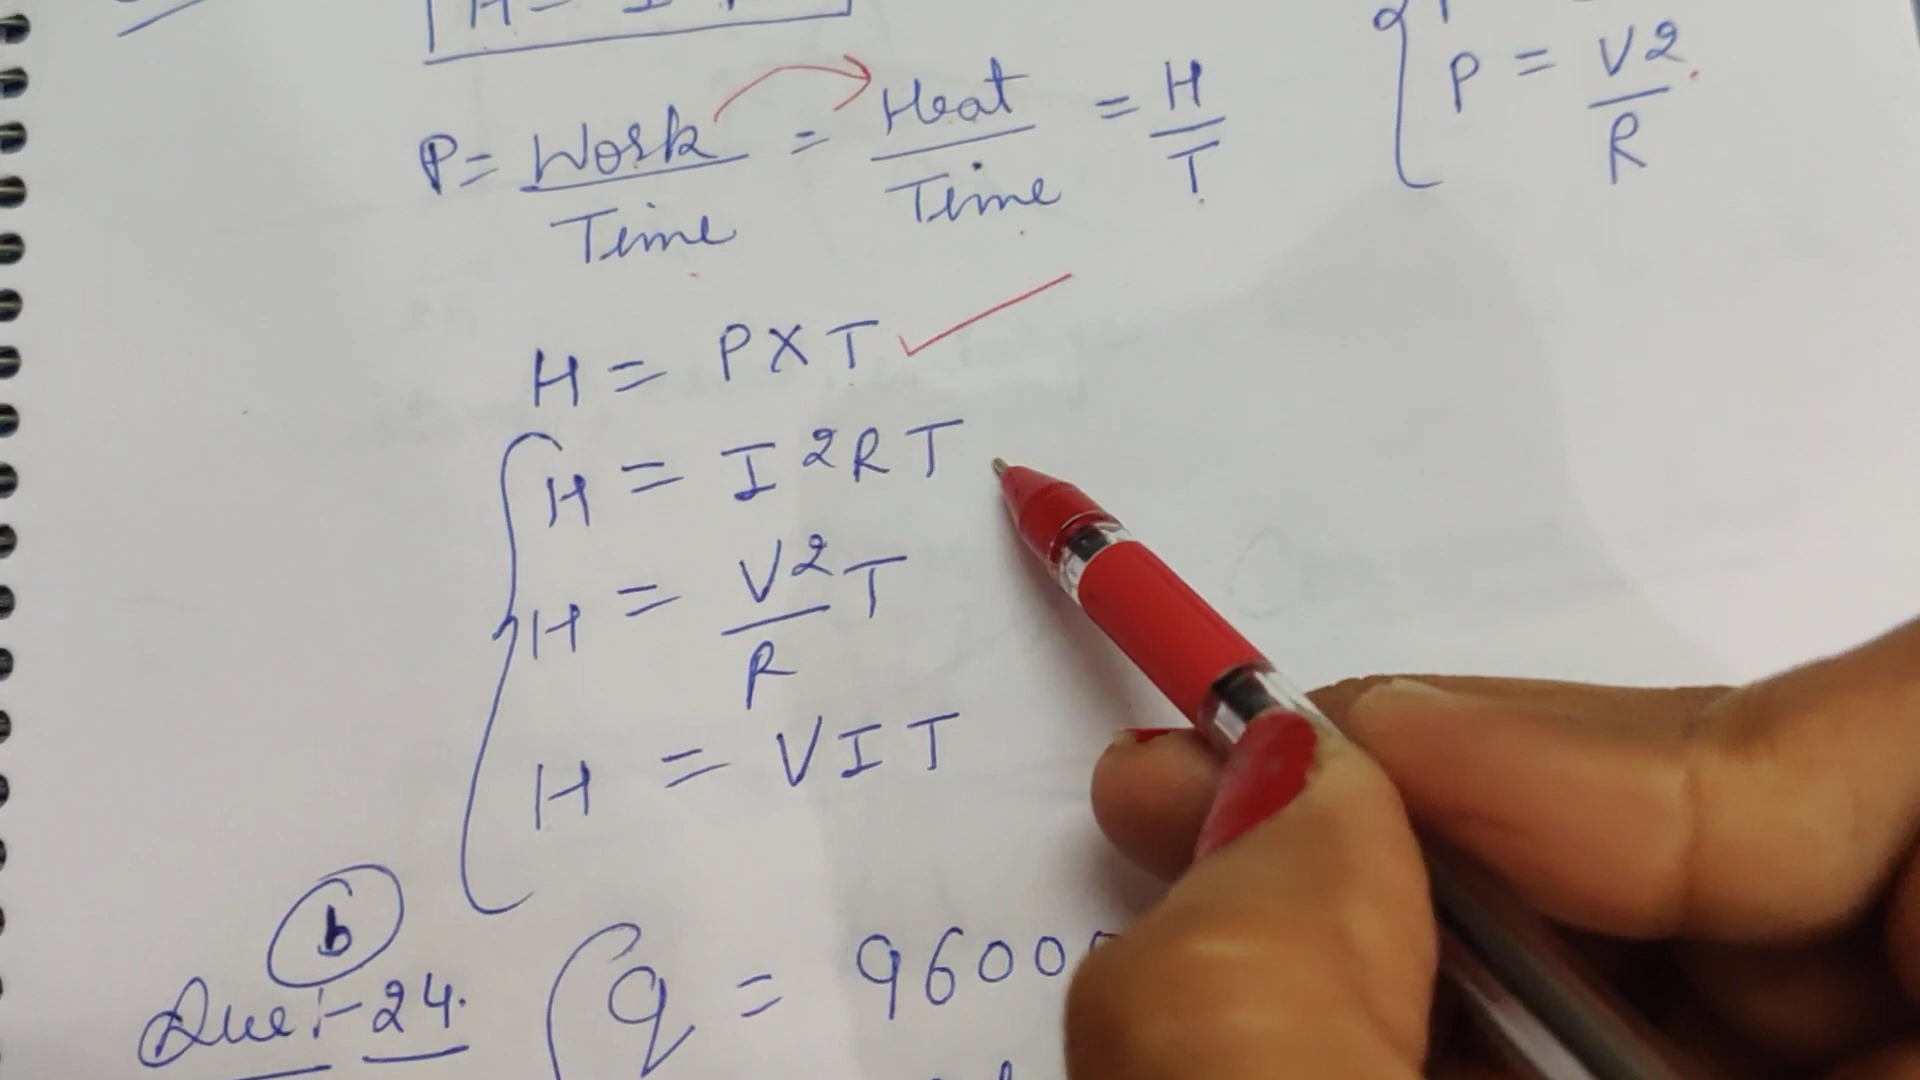 P = Work/Time = Heat/Time = H/T
P = V2/R
H = P X T
H = I2RT
H = V2/R T
H = VIT
b
Que:- 24.
q = 9600